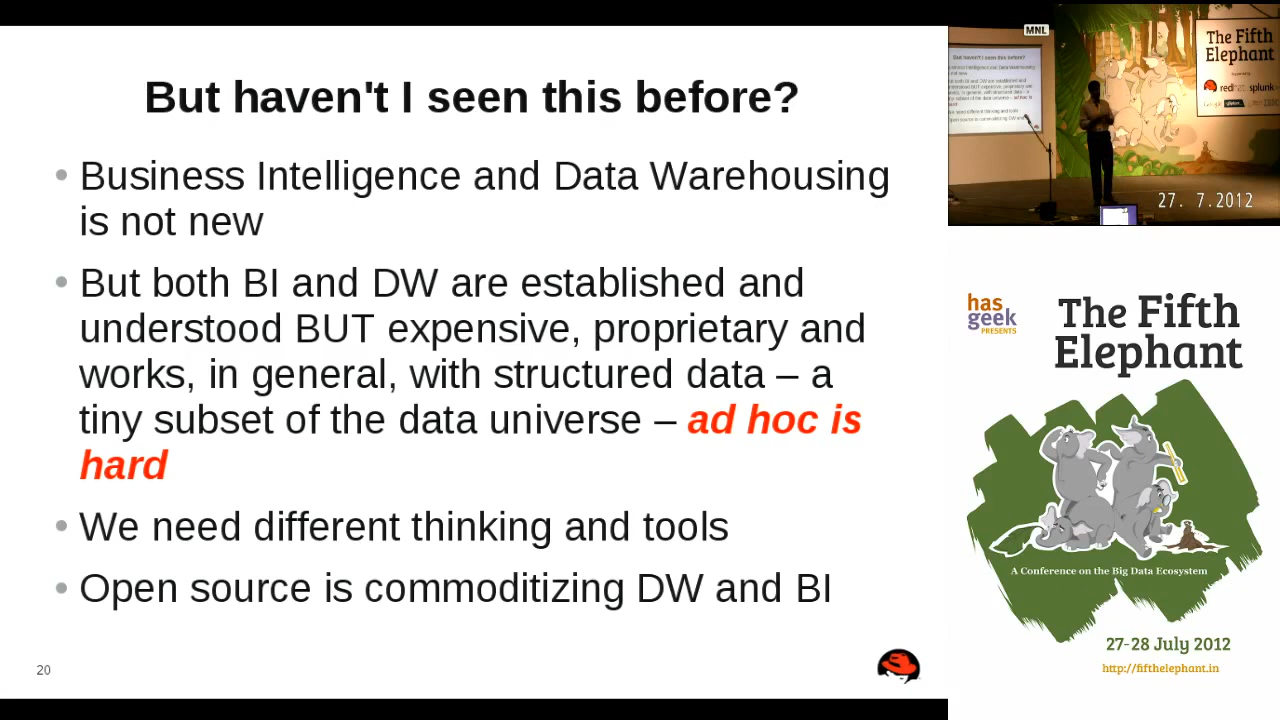 But haven't I seen this before?
• Business Intelligence and Data Warehousing
is not new
• But both BI and DW are established and
understood BUT expensive, proprietary and
works, in general, with structured data – a
tiny subset of the data universe – ad hoc is
hard
• We need different thinking and tools
• Open source is commoditizing DW and BI
20
MNL
The Fifth
Elephant
splunk
27. 7.2012
has
geek
PRESENTS
The Fifth
Elephant
A Conference on the Big Data Ecosystem
27-28 July 2012
http://fifthelephant.in